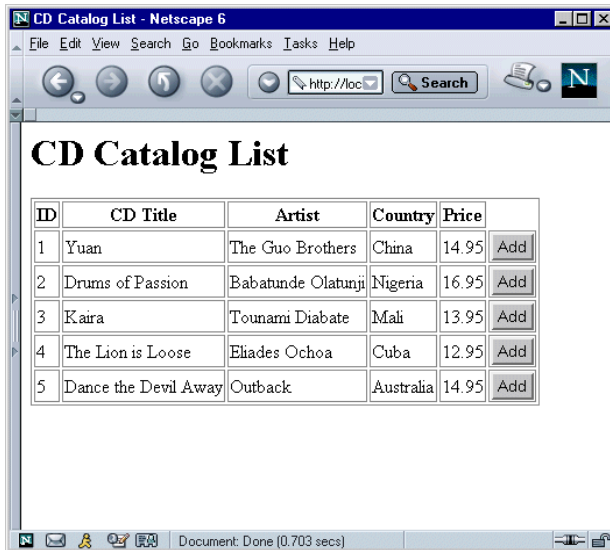 N CD Catalog List - Netscape 6
File Edit View Search Go Bookmarks Tasks Help
http://loc Search N
CD Catalog List
ID CD Title Artist Country Price
1 Yuan The Guo Brothers China 14.95 Add
2 Drums of Passion Babatunde Olatunji Nigeria 16.95 Add
3 Kaira Tounami Diabate Mali 13.95 Add
4 The Lion is Loose Eliades Ochoa Cuba 12.95 Add
5 Dance the Devil Away Outback Australia 14.95 Add
N Document: Done (0.703 secs)